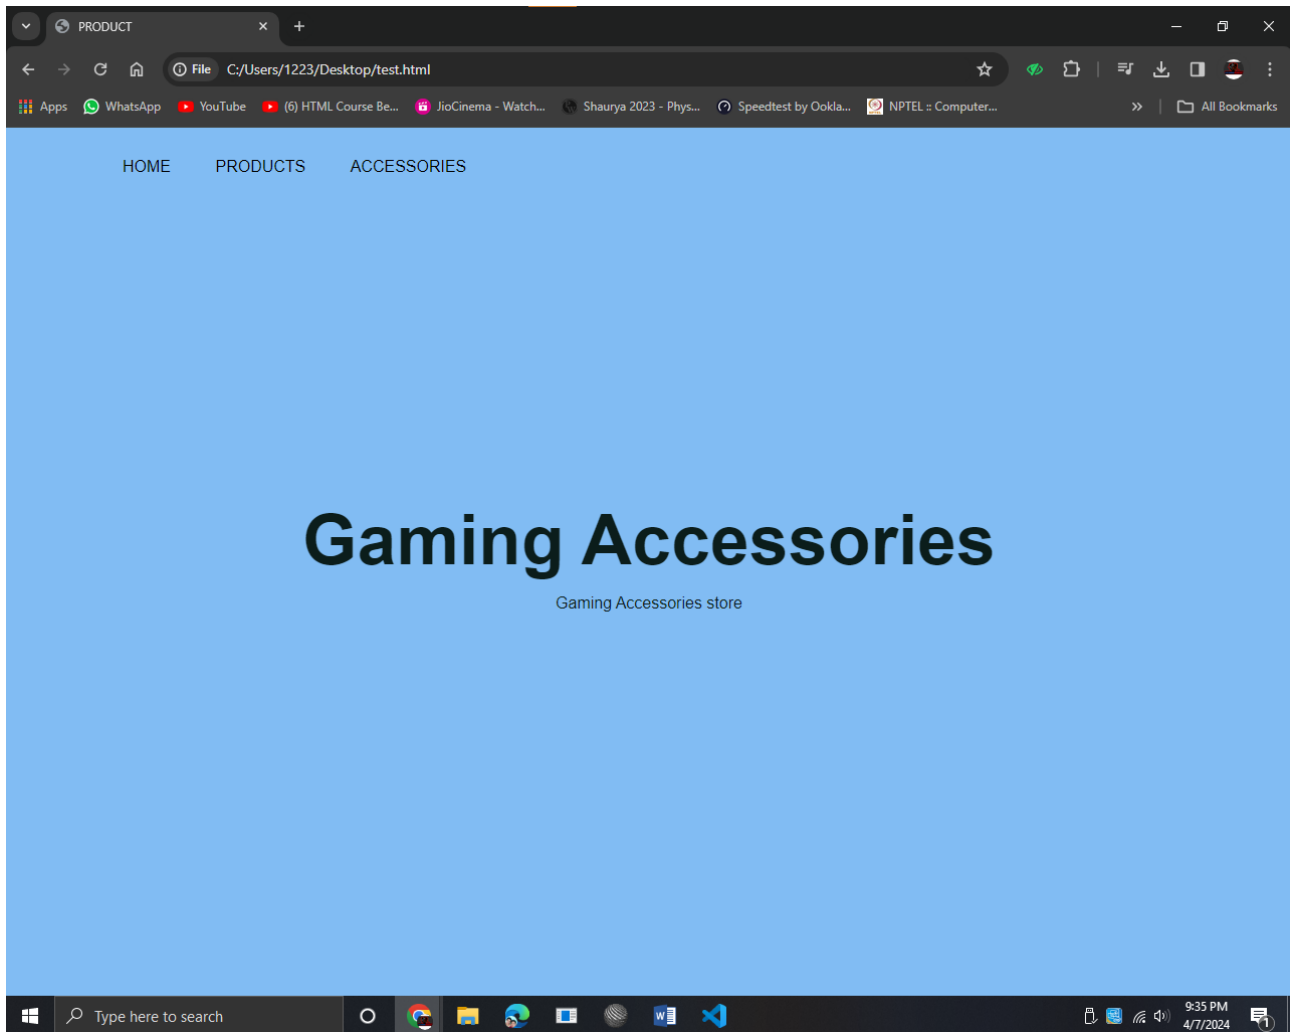 PRODUCT
File C:/Users/1223/Desktop/test.html
Apps WhatsApp YouTube (6) HTML Course Be... JioCinema - Watch... Shaurya 2023 - Phys... Speedtest by Ookla... NPTEL :: Computer... » All Bookmarks
HOME PRODUCTS ACCESSORIES
Gaming Accessories
Gaming Accessories store
Type here to search
9:35 PM
4/7/2024
1